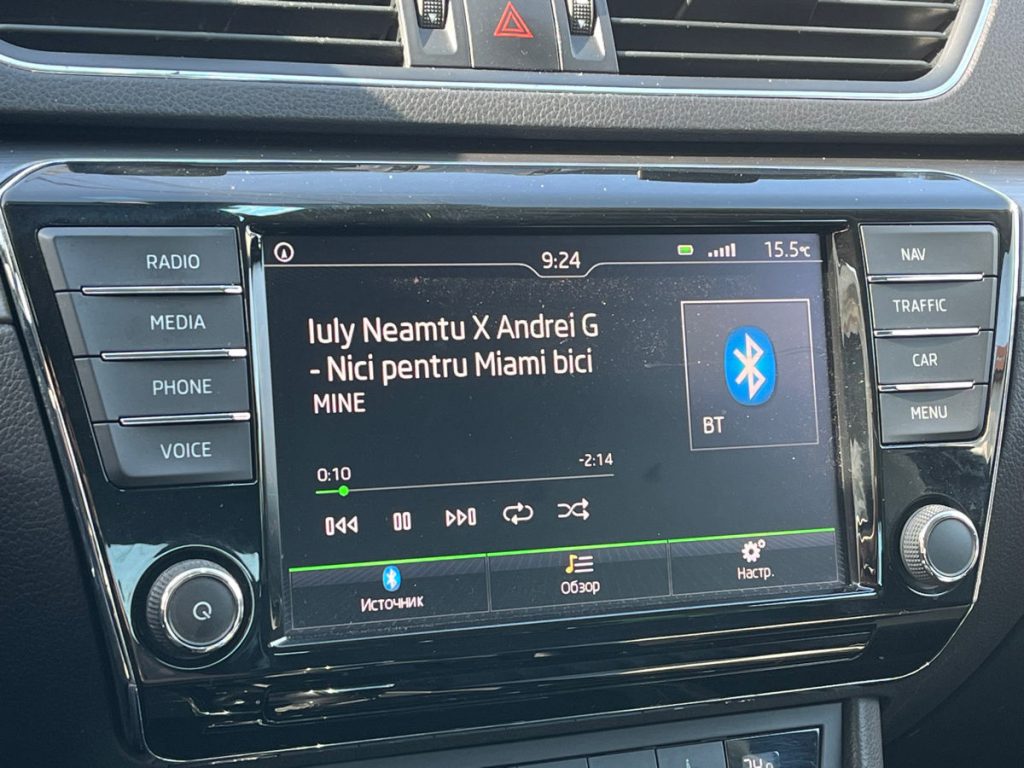 9:24
15.5°C
RADIO
MEDIA
PHONE
VOICE
Iuly Neamtu X Andrei G
- Nici pentru Miami bici
MINE
BT
0:10
-2:14
Источник
Обзор
Настр.
NAV
TRAFFIC
CAR
MENU